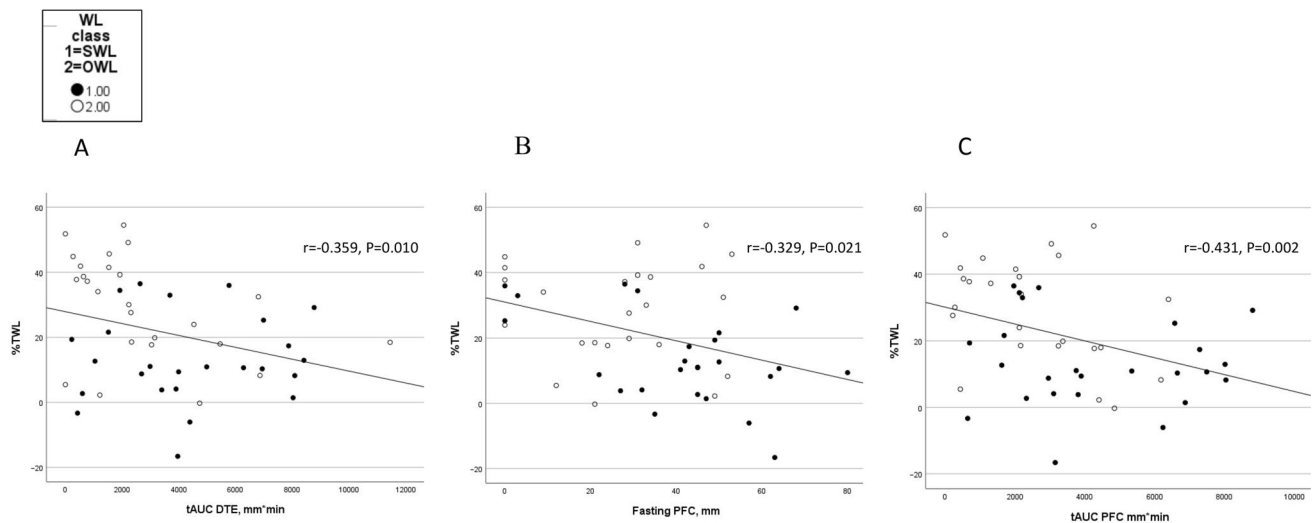 WL
class
1=SWL
2=OWL
1.00
2.00
A
B
C
r=-0.359, P=0.010
r=-0.329, P=0.021
r=-0.431, P=0.002
%TWL
60
40
20
0
−20
0
2000
4000
6000
8000
10000
12000
tAUC DTE, mm*min
%TWL
60
40
20
0
−20
0
20
40
60
80
Fasting PFC, mm
%TWL
60
40
20
0
−20
0
2000
4000
6000
8000
10000
tAUC PFC mm*min